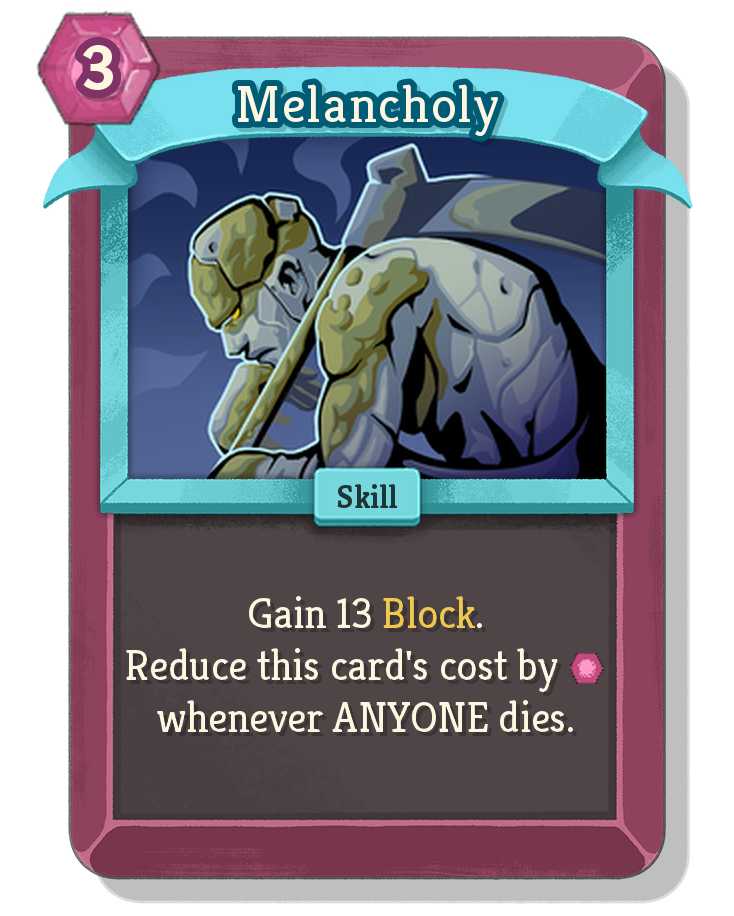 3
Melancholy
Skill
Gain 13 Block.
Reduce this card's cost by
whenever ANYONE dies.